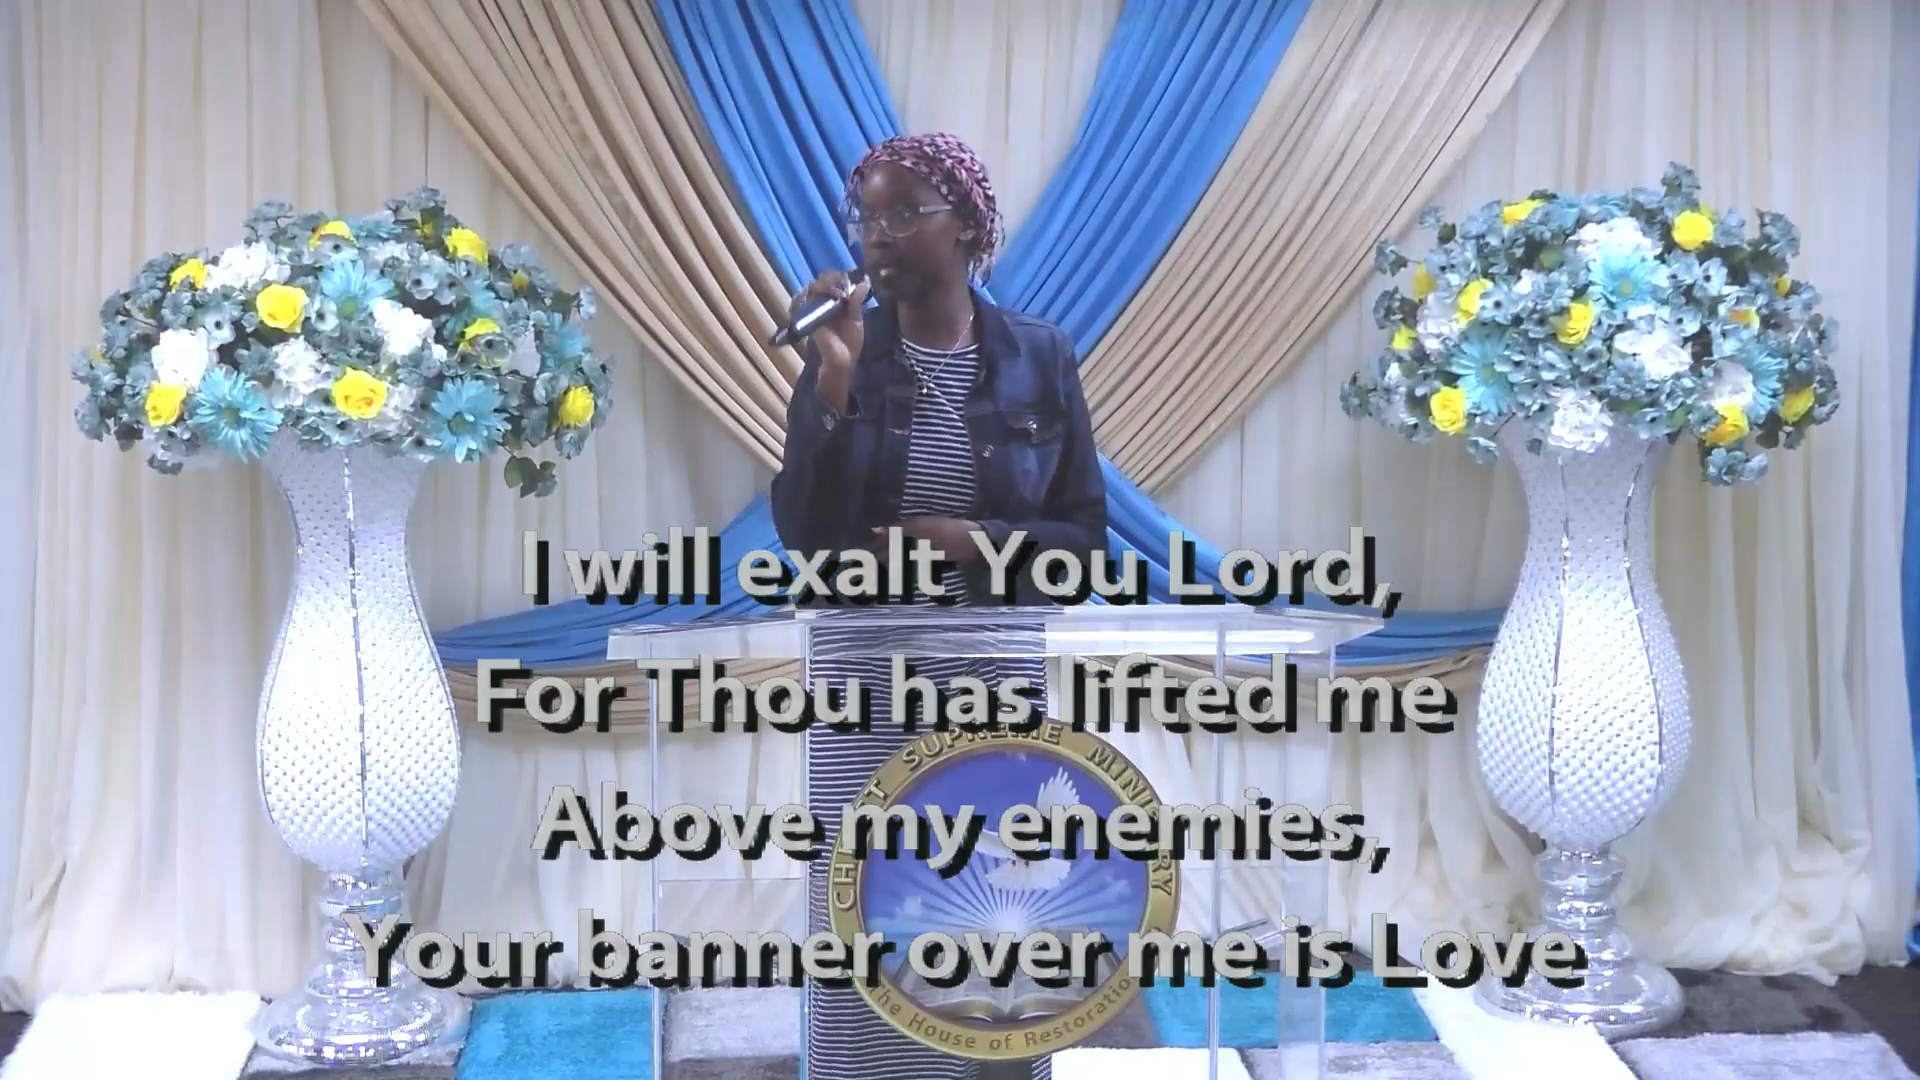 I will exalt You Lord,
For Thou has lifted me
Above my enemies,
Your banner over me is Love
SUPREME MINISTRY
The House of Restoration